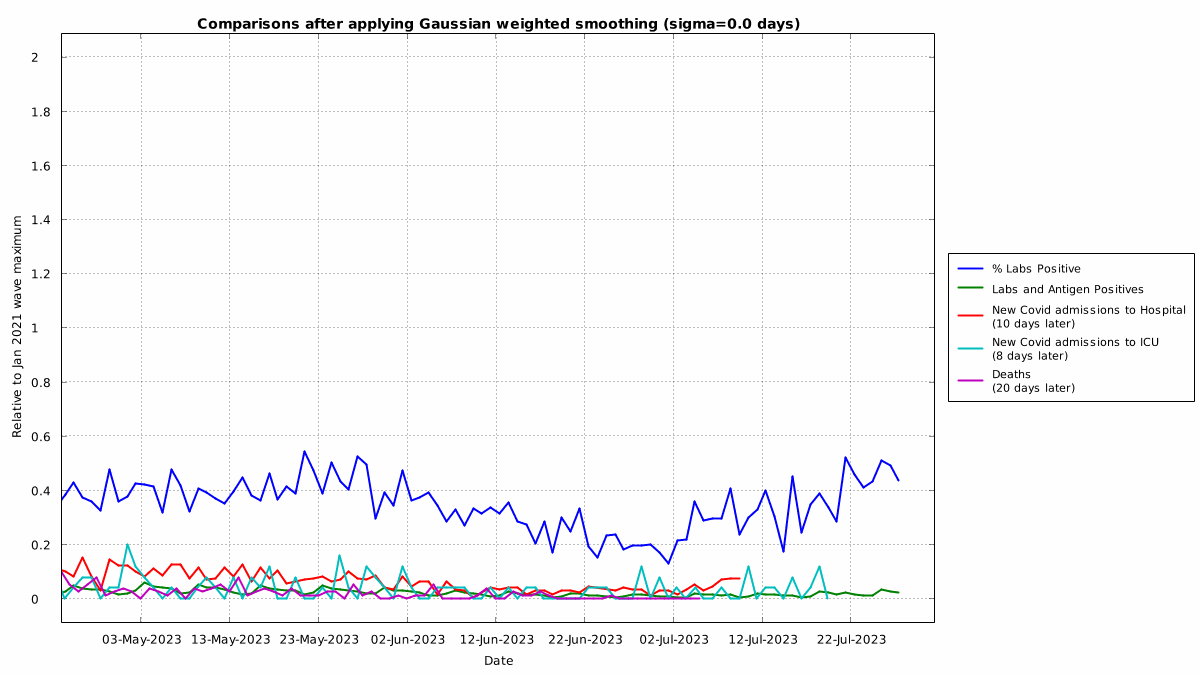 Comparisons after applying Gaussian weighted smoothing (sigma=0.0 days)
Relative to Jan 2021 wave maximum
2
1.8
1.6
1.4
1.2
1
0.8
0.6
0.4
0.2
0
03-May-2023 13-May-2023 23-May-2023 02-Jun-2023 12-Jun-2023 22-Jun-2023 02-Jul-2023 12-Jul-2023 22-Jul-2023
Date
% Labs Positive
Labs and Antigen Positives
New Covid admissions to Hospital
(10 days later)
New Covid admissions to ICU
(8 days later)
Deaths
(20 days later)